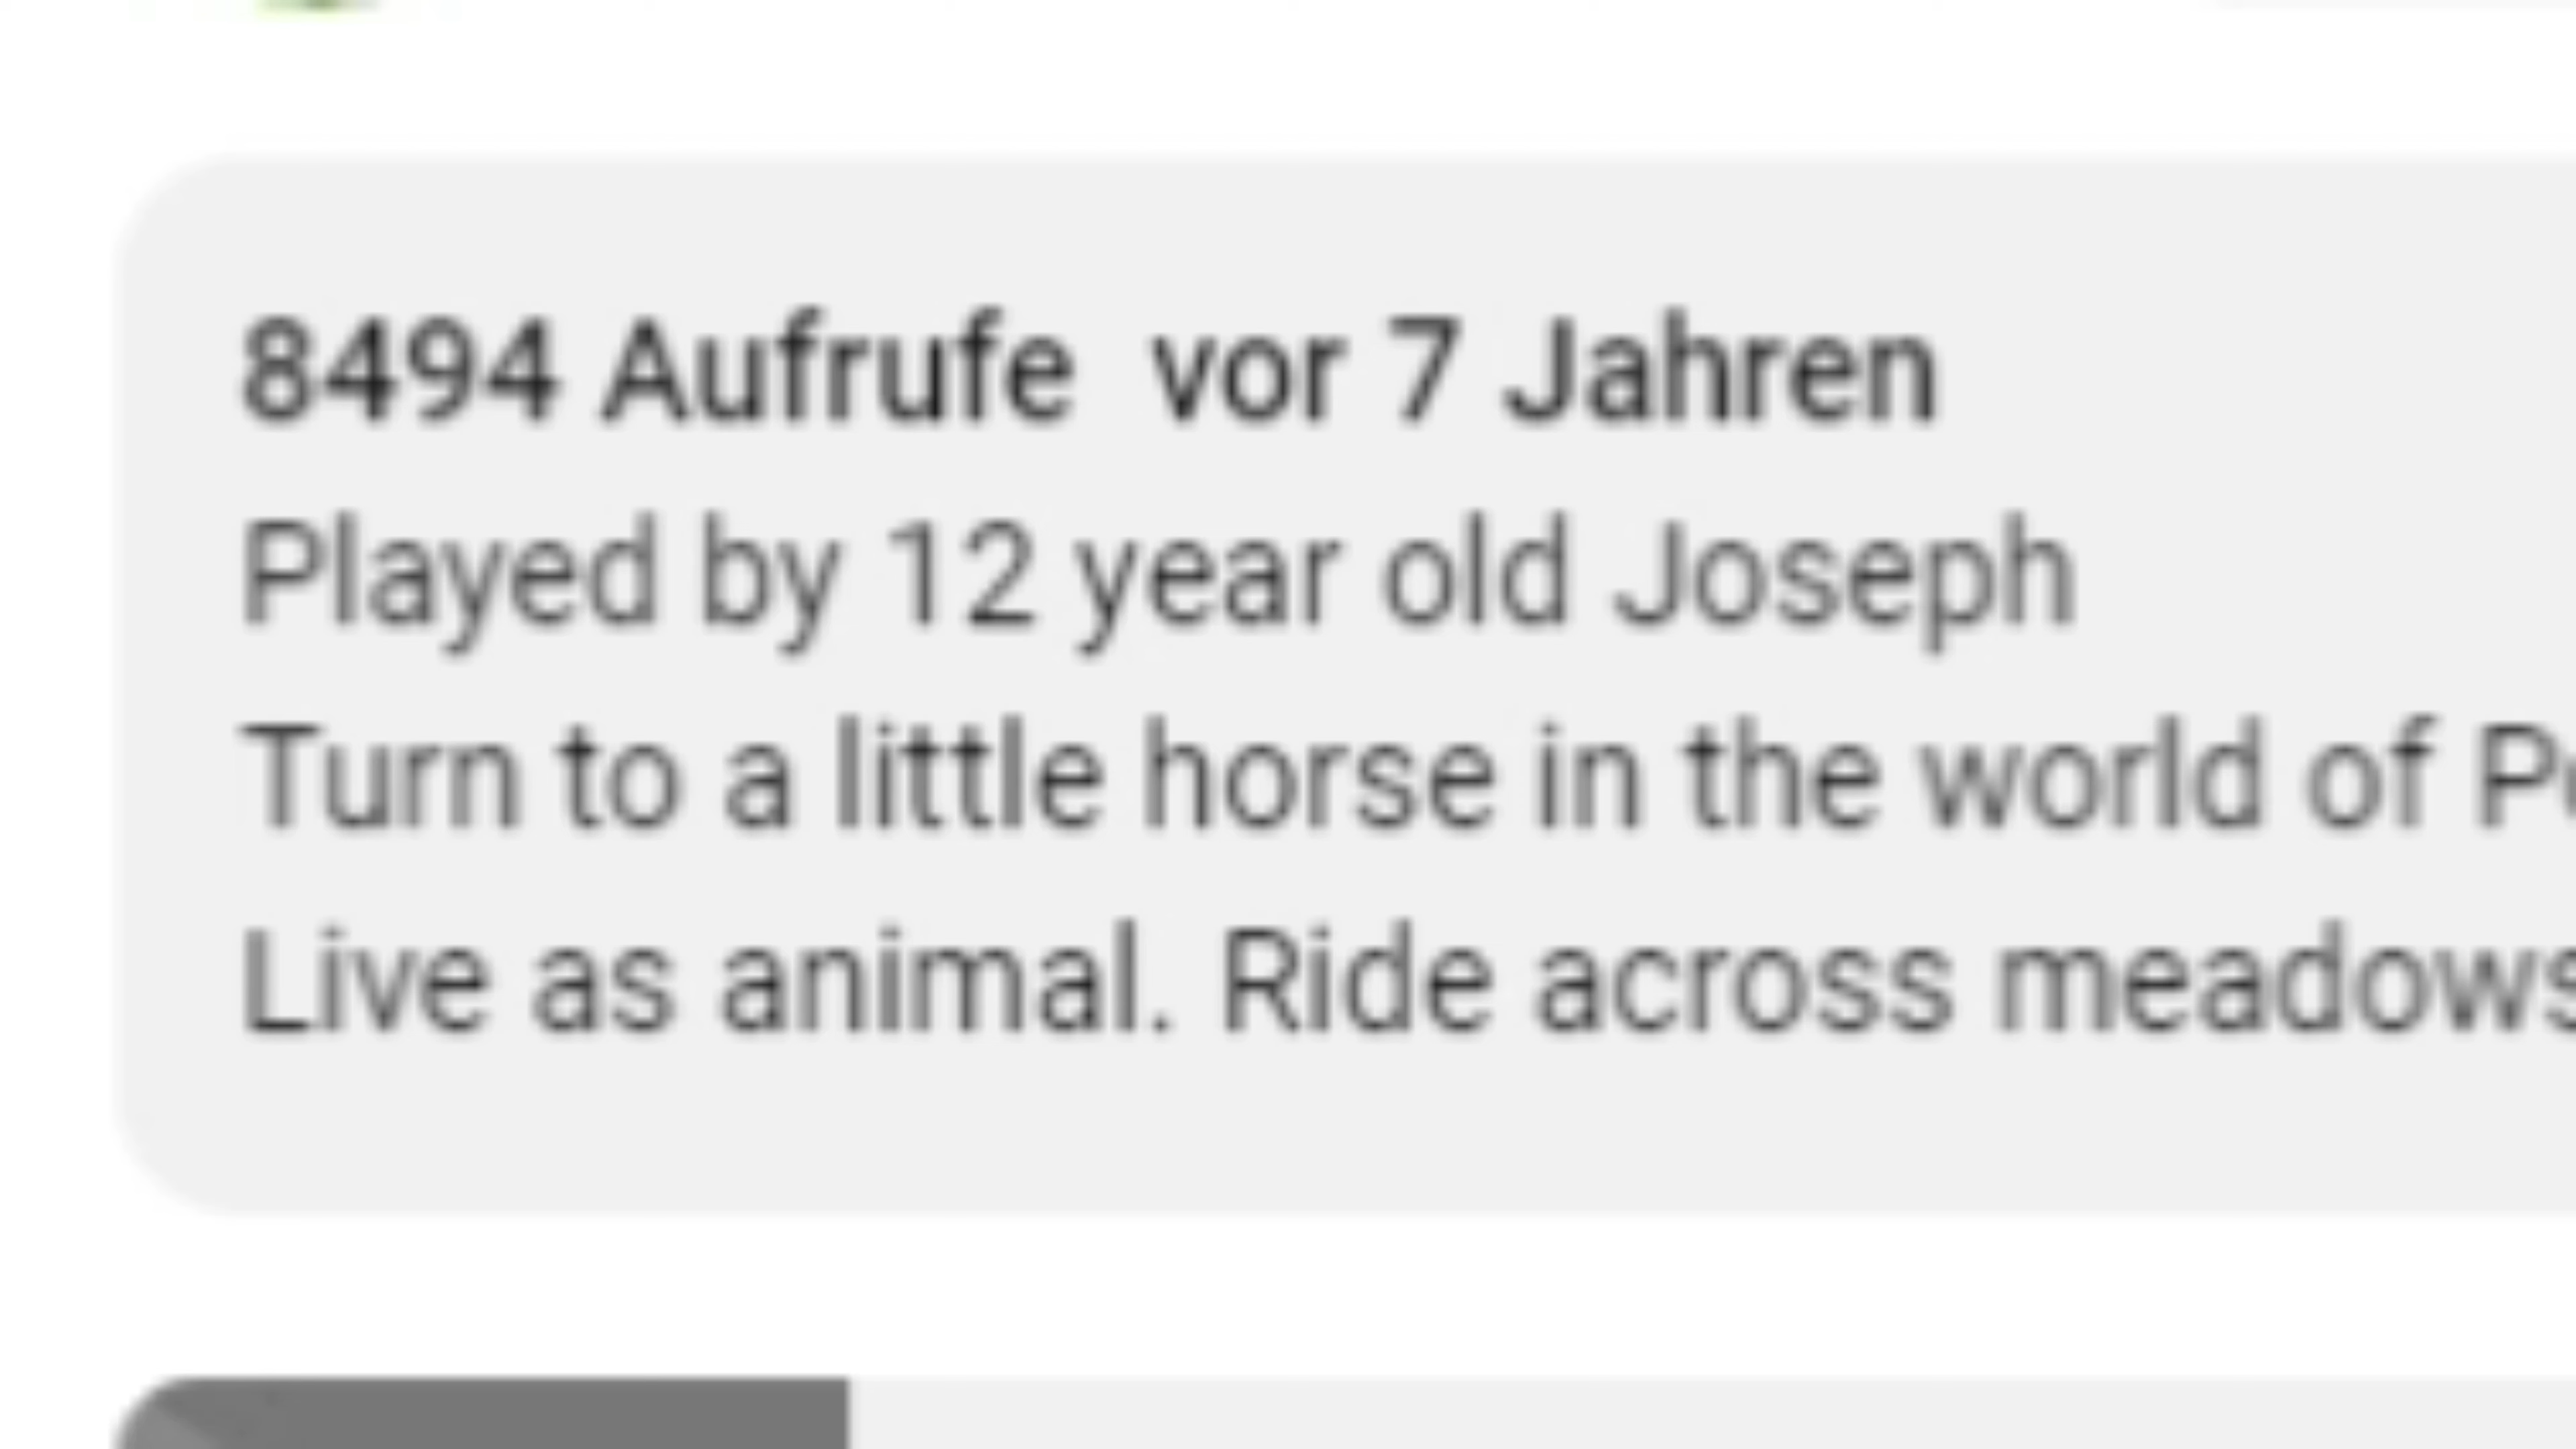 8494 Aufrufe vor 7 Jahren
Played by 12 year old Joseph
Turn to a little horse in the world of
Live as animal. Ride across meadows